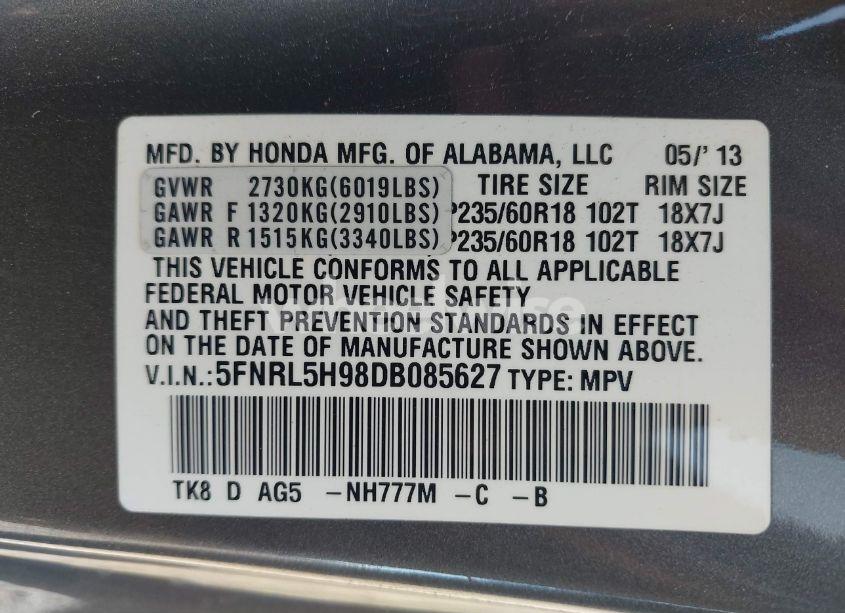 MFD. BY HONDA MFG. OF ALABAMA, LLC 05/' 13
GVWR 2730KG(6019LBS) TIRE SIZE RIM SIZE
GAWR F 1320KG(2910LBS) P235/60R18 102T 18X7J
GAWR R 1515KG(3340LBS) P235/60R18 102T 18X7J
THIS VEHICLE CONFORMS TO ALL APPLICABLE
FEDERAL MOTOR VEHICLE SAFETY
AND THEFT PREVENTION STANDARDS IN EFFECT
ON THE DATE OF MANUFACTURE SHOWN ABOVE.
V.I.N.:5FNRL5H98DB085627 TYPE: MPV
TK8 D AG5 -NH777M -C -B